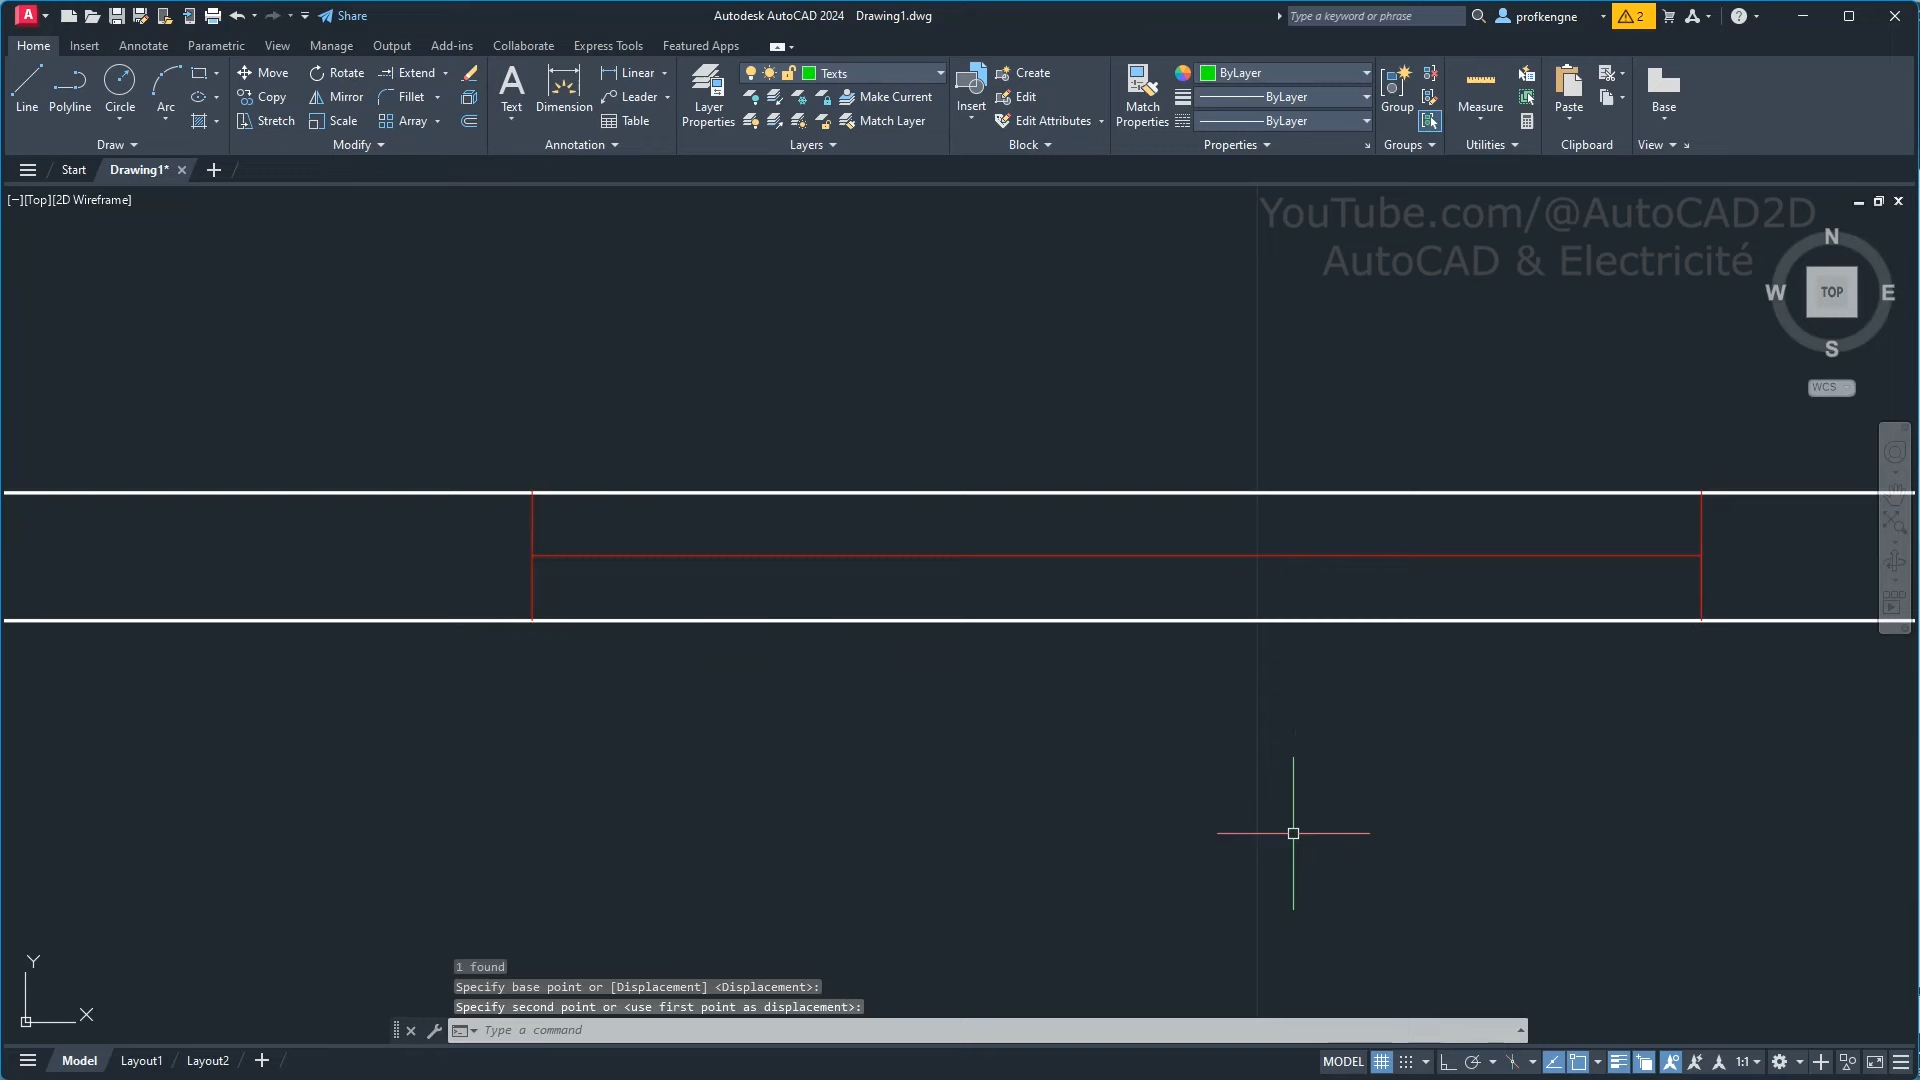 A
Share
Autodesk AutoCAD 2024 Drawing1.dwg
Type a keyword or phrase
profkengne
2
Home Insert Annotate Parametric View Manage Output Add-ins Collaborate Express Tools Featured Apps
Line
Polyline
Circle
Arc
Draw
Move
Copy
Stretch
Rotate
Mirror
Scale
Extend
Fillet
Array
Modify
Text
Dimension
Linear
Leader
Table
Annotation
Layer
Properties
Texts
Make Current
Match Layer
Layers
Insert
Create
Edit
Edit Attributes
Block
Match
Properties
ByLayer
ByLayer
ByLayer
Properties
Group
Groups
Measure
Utilities
Paste
Clipboard
Base
View
Start
Drawing1*
[−][Top][2D Wireframe]
YouTube.com/@AutoCAD2D
AutoCAD & Electricité
N
W
TOP
E
S
WCS
Y
X
1 found
Specify base point or [Displacement] <Displacement>:
Specify second point or <use first point as displacement>:
Type a command
Model Layout1 Layout2
MODEL
1:1